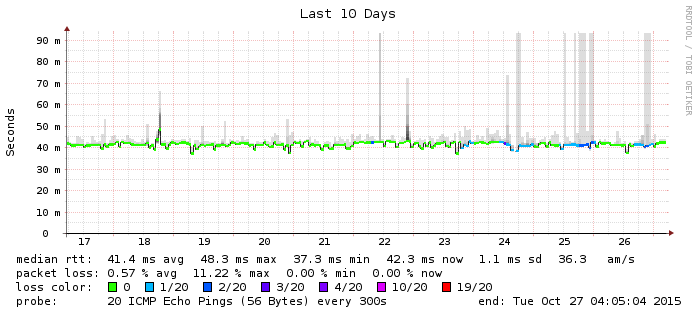 Last 10 Days
RRDTOOL / TOBI OETIKER
Seconds
90 m
80 m
70 m
60 m
50 m
40 m
30 m
20 m
10 m
0
17 18 19 20 21 22 23 24 25 26
median rtt: 41.4 ms avg 48.3 ms max 37.3 ms min 42.3 ms now 1.1 ms sd 36.3 am/s
packet loss: 0.57 % avg 11.22 % max 0.00 % min 0.00 % now
loss color: 0 1/20 2/20 3/20 4/20 10/20 19/20
probe: 20 ICMP Echo Pings (56 Bytes) every 300s end: Tue Oct 27 04:05:04 2015